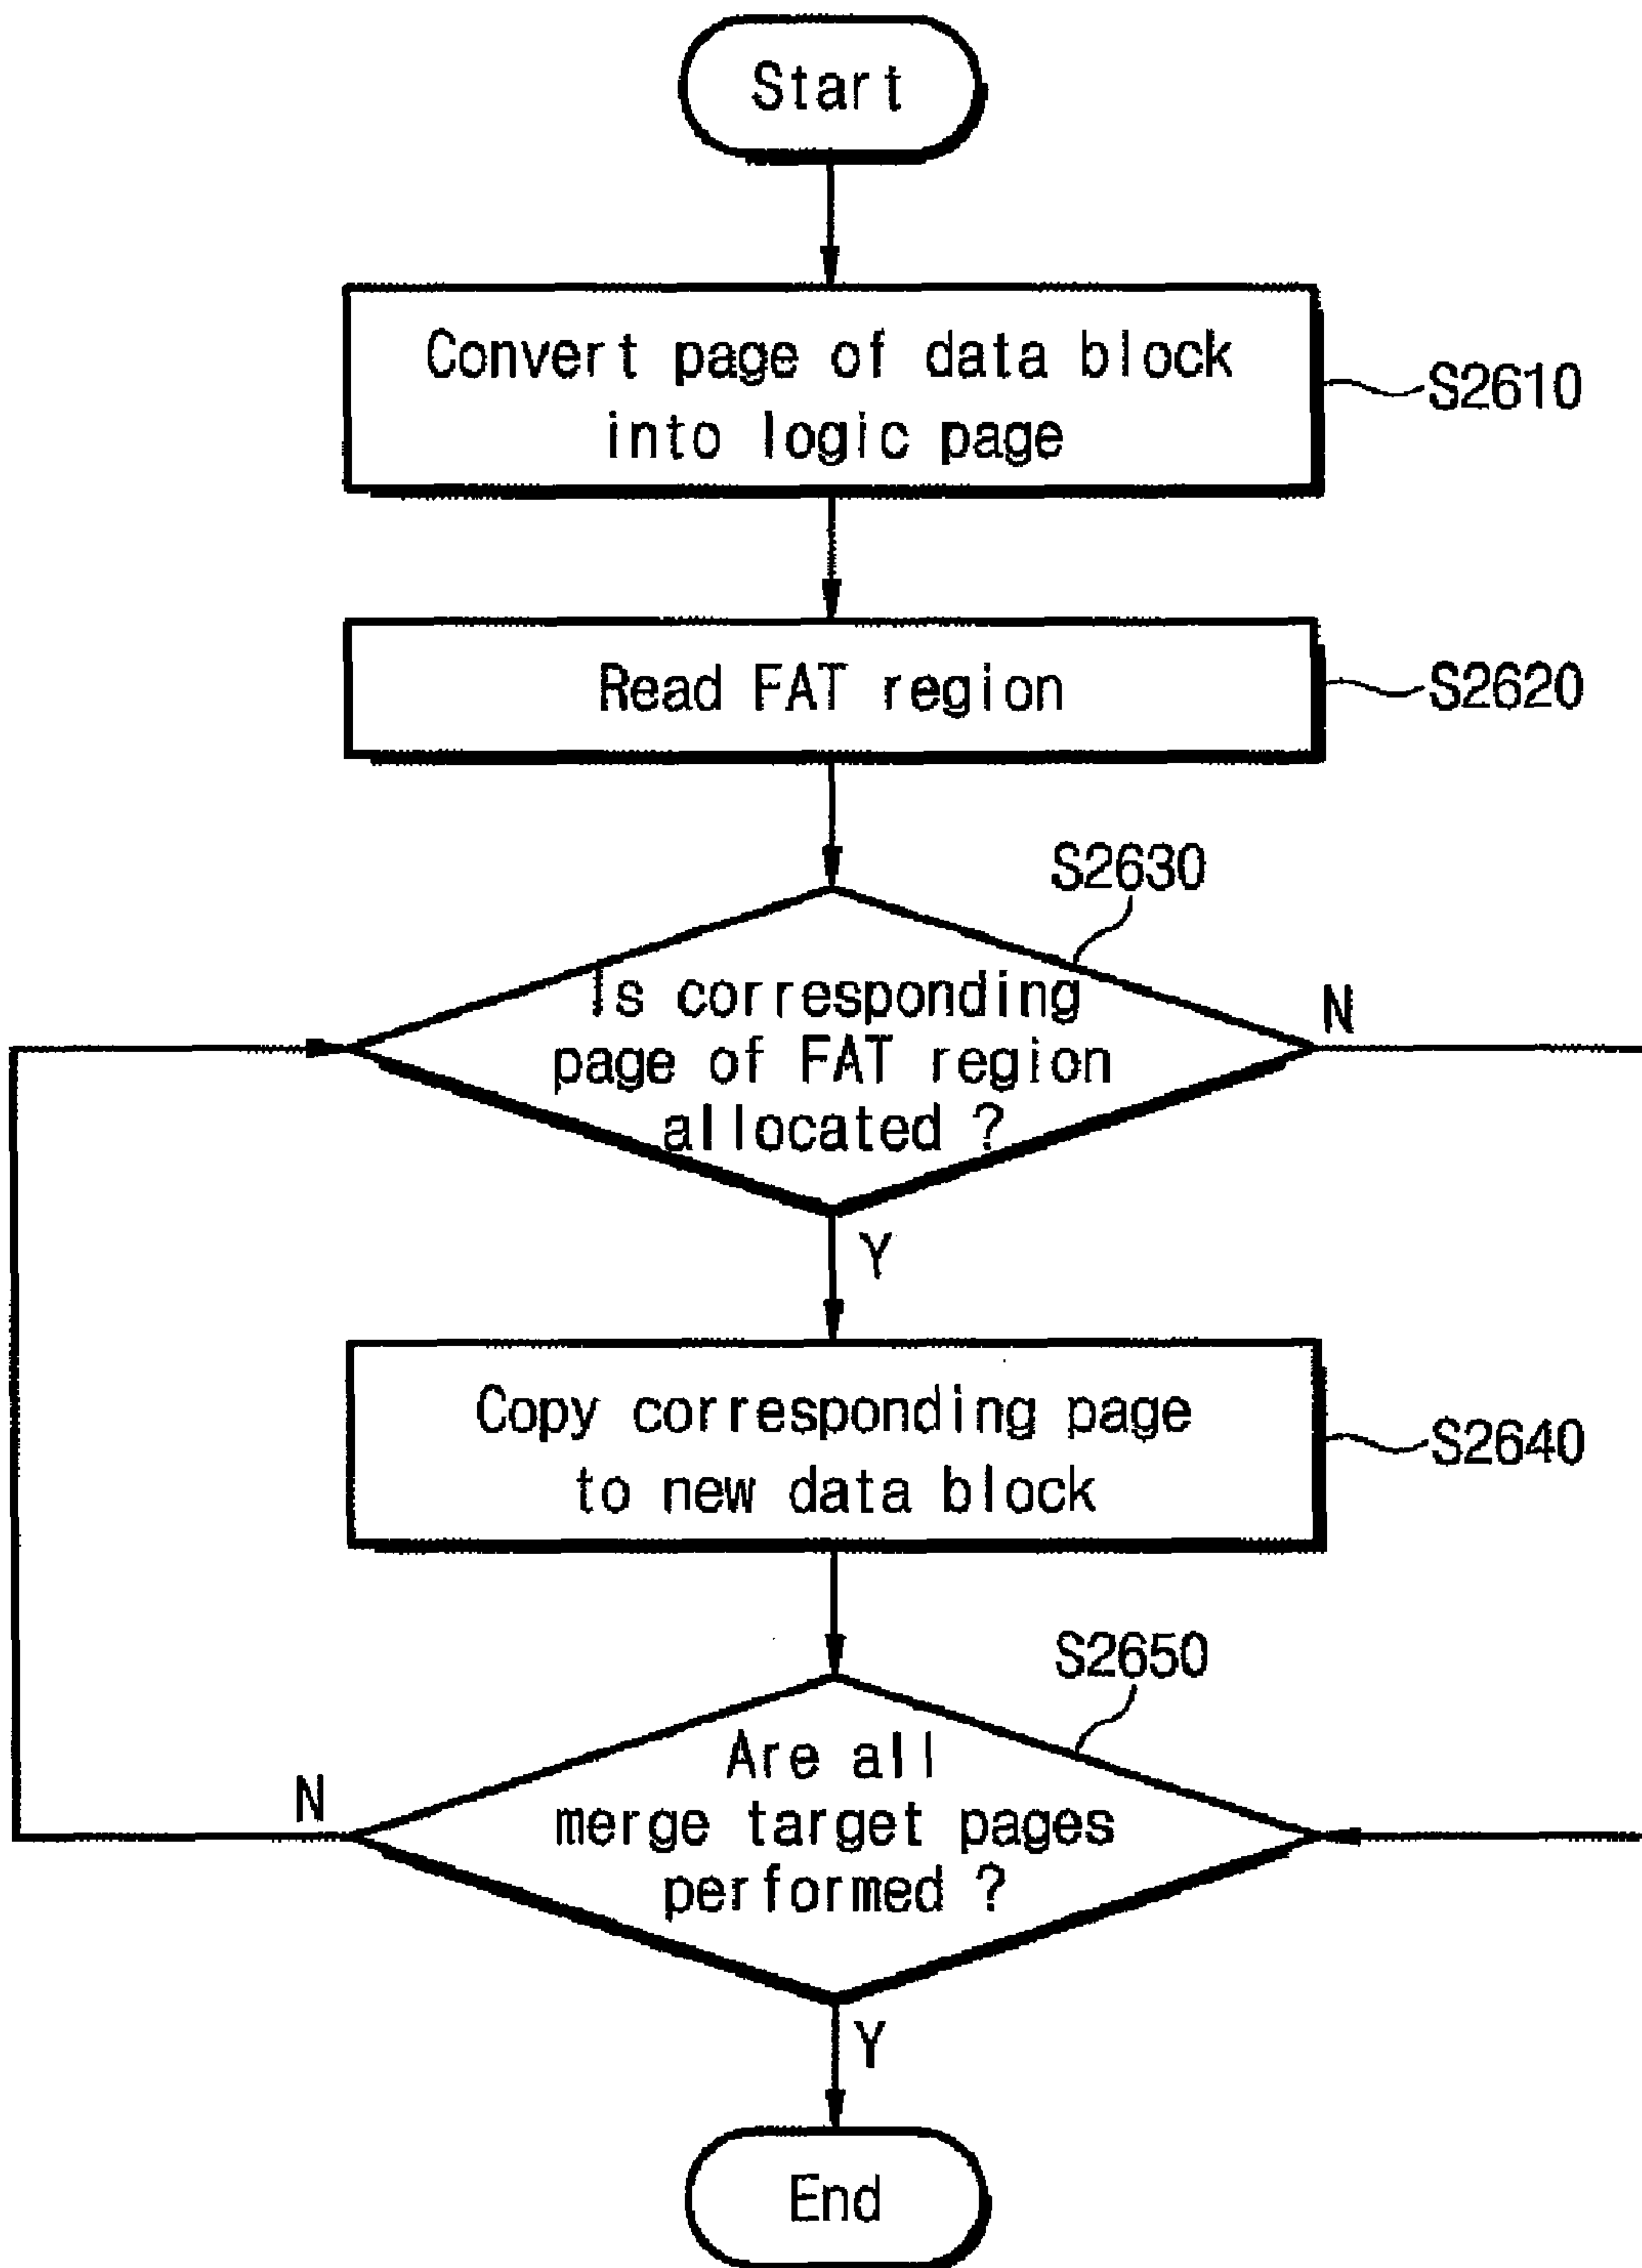 Start
Convert page of data block
into logic page
S2610
Read FAT region
S2620
S2630
Is corresponding
page of FAT region
allocated ?
N
Y
Copy corresponding page
to new data block
S2640
S2650
Are all
merge target pages
performed ?
N
Y
End